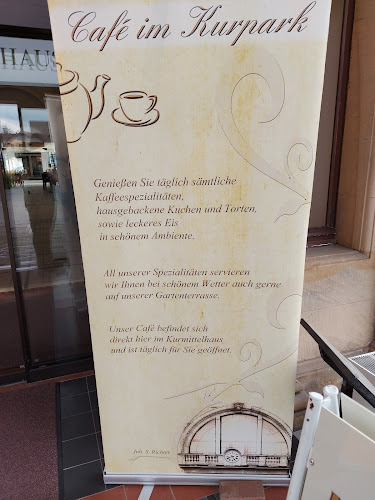 Café im Kurpark
HAUS
Genießen Sie täglich sämtliche
Kaffeespezialitäten,
hausgebackene Kuchen und Torten,
sowie leckeres Eis
in schönem Ambiente.
All unserer Spezialitäten servieren
wir Ihnen bei schönem Wetter auch gerne
auf unserer Gartenterrasse.
Unser Café befindet sich
direkt hier im Kurmittelhaus
und ist täglich für Sie geöffnet.
Inh. S.